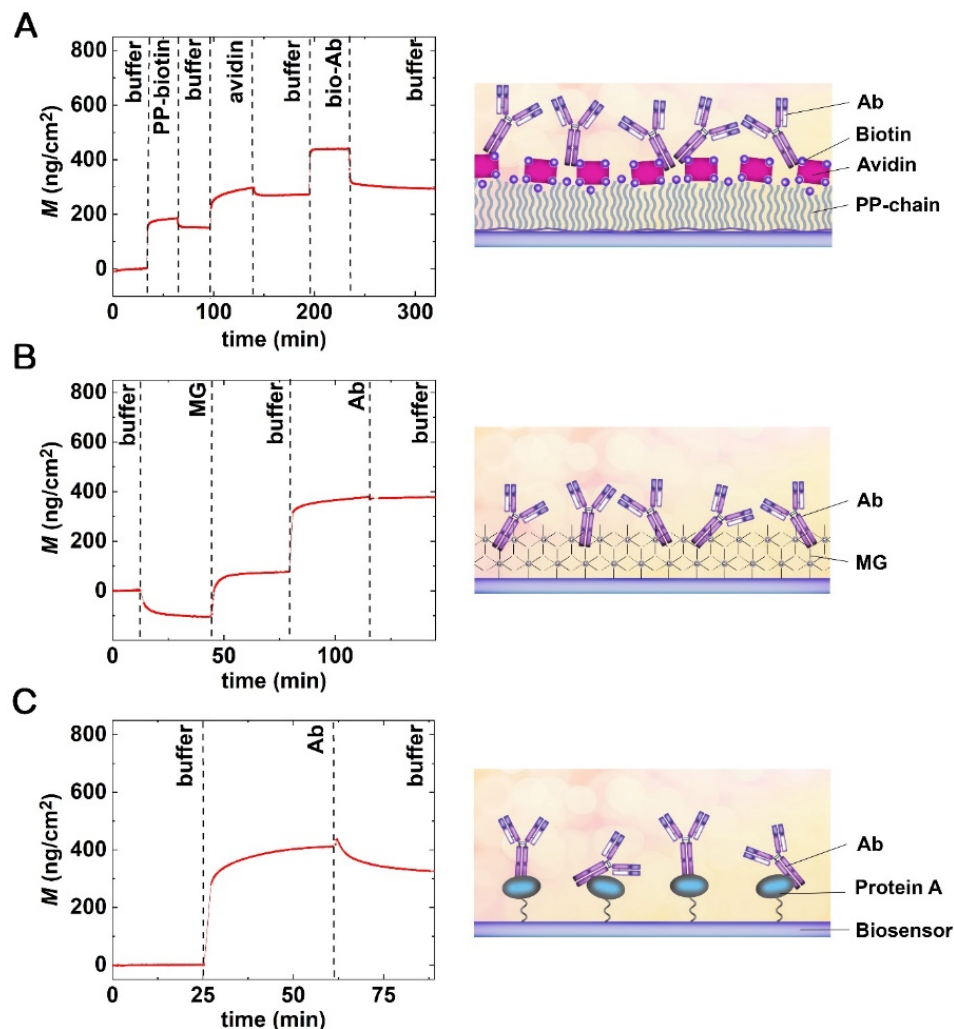 A
800
600
400
200
0
M (ng/cm²)
buffer
PP-biotin
buffer
avidin
buffer
bio-Ab
buffer
0 100 200 300
time (min)
Ab
Biotin
Avidin
PP-chain
B
800
600
400
200
0
M (ng/cm²)
buffer
MG
buffer
Ab
buffer
0 50 100
time (min)
Ab
MG
C
800
600
400
200
0
M (ng/cm²)
buffer
Ab
buffer
0 25 50 75
time (min)
Ab
Protein A
Biosensor